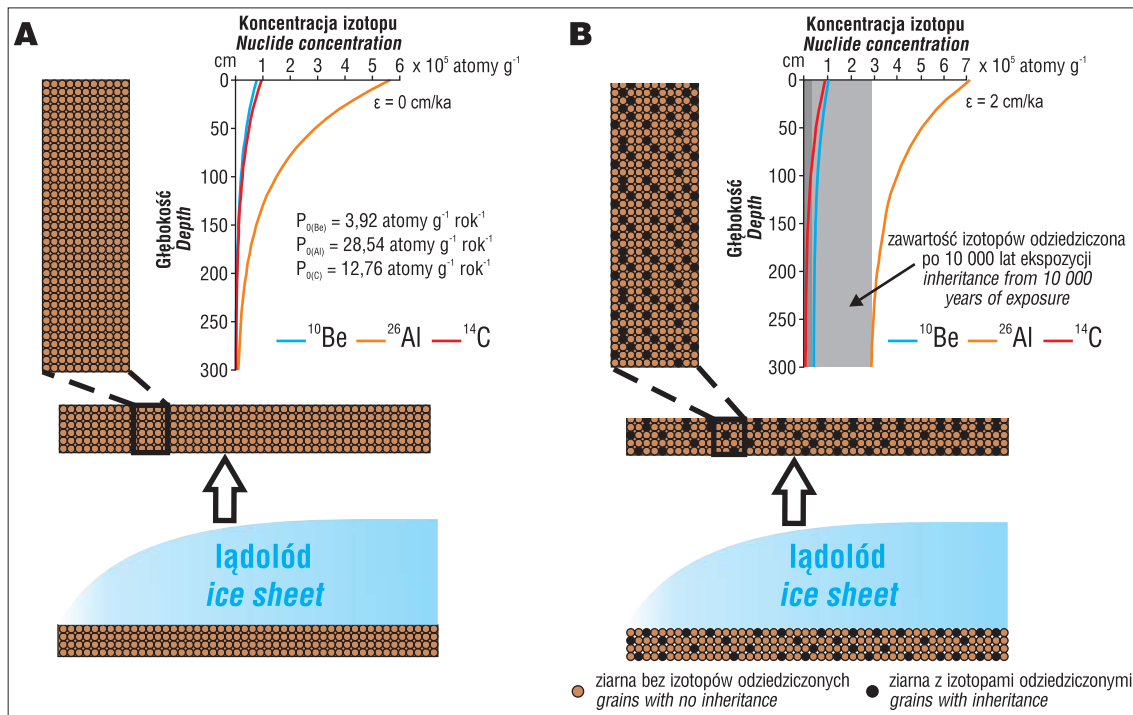 A
Koncentracja izotopu
Nuclide concentration
cm 1 2 3 4 5 6 x 10⁵ atomy g⁻¹
0
50
100
150
200
250
300
Głębokość
Depth
ε = 0 cm/ka
P₀(Be) = 3,92 atomy g⁻¹ rok⁻¹
P₀(Al) = 28,54 atomy g⁻¹ rok⁻¹
P₀(C) = 12,76 atomy g⁻¹ rok⁻¹
¹⁰Be ²⁶Al ¹⁴C
lądolód
ice sheet
B
Koncentracja izotopu
Nuclide concentration
cm 1 2 3 4 5 6 7 x 10⁵ atomy g⁻¹
0
50
100
150
200
250
300
Głębokość
Depth
ε = 2 cm/ka
zawartość izotopów odziedziczona
po 10 000 lat ekspozycji
inheritance from 10 000
years of exposure
¹⁰Be ²⁶Al ¹⁴C
lądolód
ice sheet
ziarna bez izotopów odziedziczonych
grains with no inheritance
ziarna z izotopami odziedziczonymi
grains with inheritance